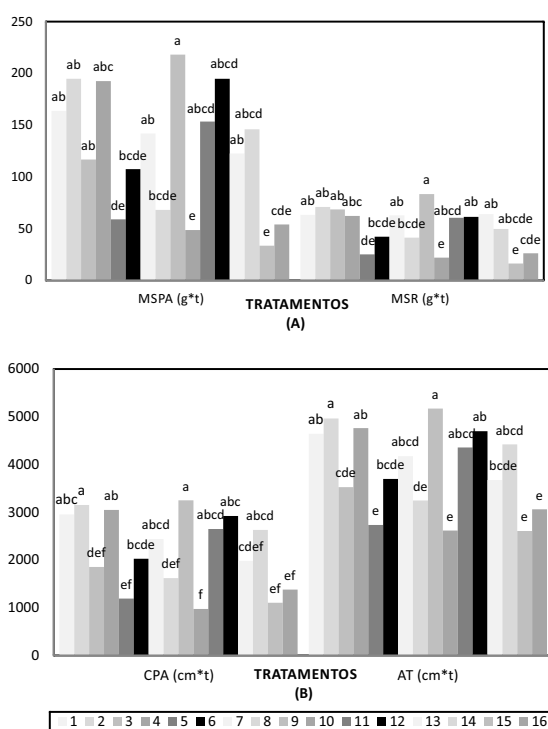 250
200
150
100
50
0
ab
ab
ab
abc
de
bcde
ab
bcde
a
e
abcd
abcd
ab
abcd
e
cde
ab
ab
ab
abc
de
bcde
ab
bcde
a
e
abcd
ab
ab
abcde
e
cde
MSPA (g*t) TRATAMENTOS MSR (g*t)
(A)
6000
5000
4000
3000
2000
1000
0
abc
a
def
ab
ef
bcde
abcd
def
a
f
abcd
abc
cdef
abcd
ef
ef
ab
a
cde
ab
e
bcde
abcd
de
a
e
abcd
ab
bcde
abcd
e
e
CPA (cm*t) TRATAMENTOS AT (cm*t)
(B)
1 2 3 4 5 6 7 8 9 10 11 12 13 14 15 16